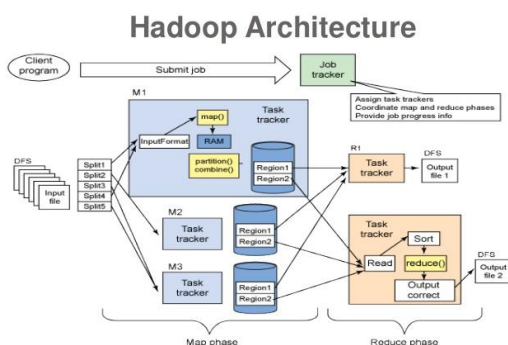 Hadoop Architecture
Client
program
Submit job
Job
tracker
Assign task trackers
Coordinate map and reduce phases
Provide job progress info
M1
map()
Task
tracker
InputFormat
RAM
partition()
combine()
Region1
Region2
DFS
Input
file
Split1
Split2
Split3
Split4
Split5
M2
Task
tracker
Region1
Region2
M3
Task
tracker
Region1
Region2
R1
Task
tracker
DFS
Output
file 1
Task
tracker
Sort
Read
reduce()
Output
correct
DFS
Output
file 2
Map phase
Reduce phase